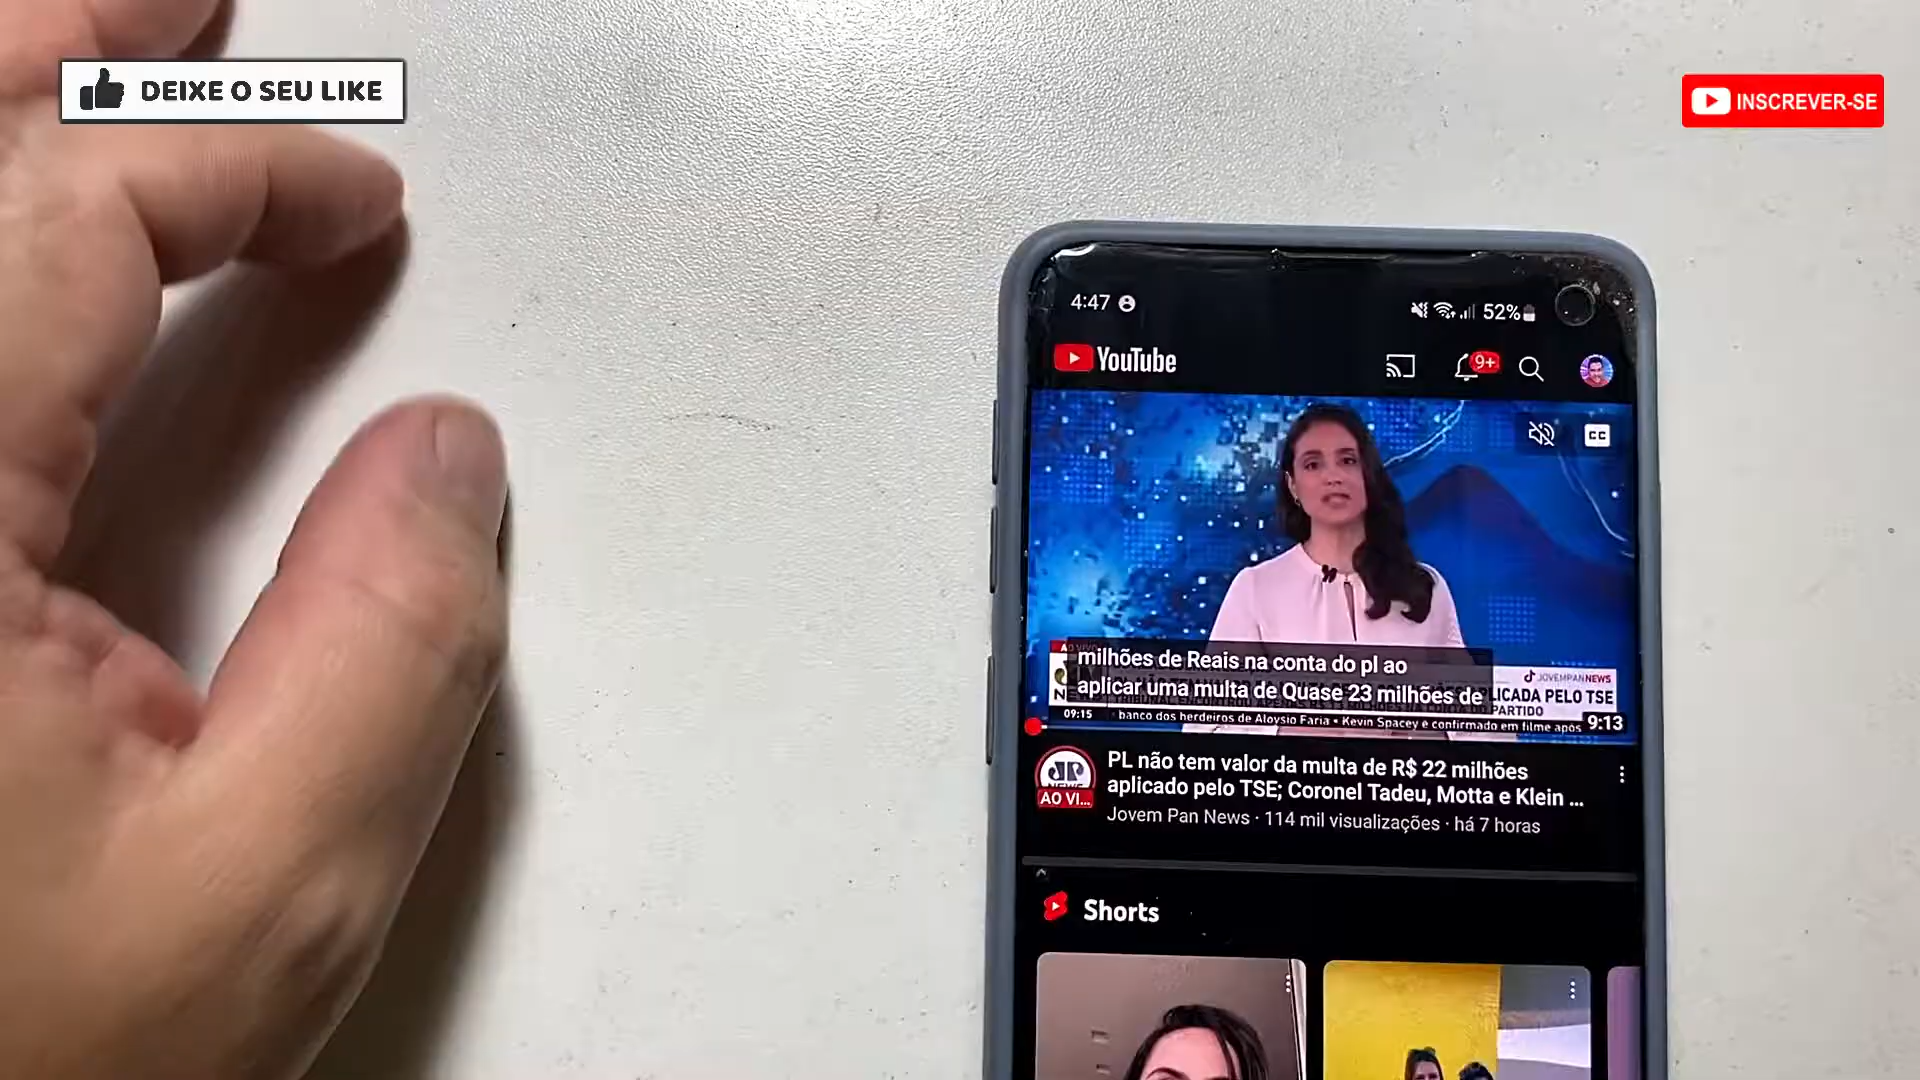 DEIXE O SEU LIKE
INSCREVER-SE
4:47
52%
YouTube
9+
CC
milhões de Reais na conta do pl ao
aplicar uma multa de Quase 23 milhões de
JOVEMPANNEWS
PLICADA PELO TSE
PARTIDO
09:15
banco dos herdeiros de Aloysio Faria • Kevin Spacey é confirmado em filme após
9:13
PL não tem valor da multa de R$ 22 milhões
aplicado pelo TSE; Coronel Tadeu, Motta e Klein ...
AO VI...
Jovem Pan News · 114 mil visualizações · há 7 horas
Shorts